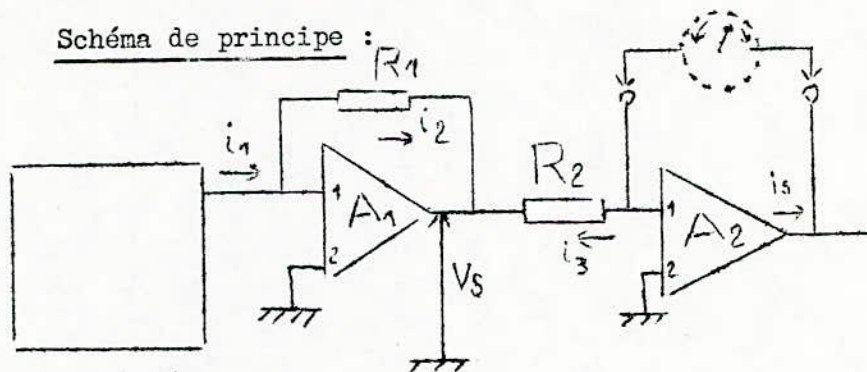 Schéma de principe :
R1
i2
i1
1
A1
2
VS
R2
i3
1
A2
2
is